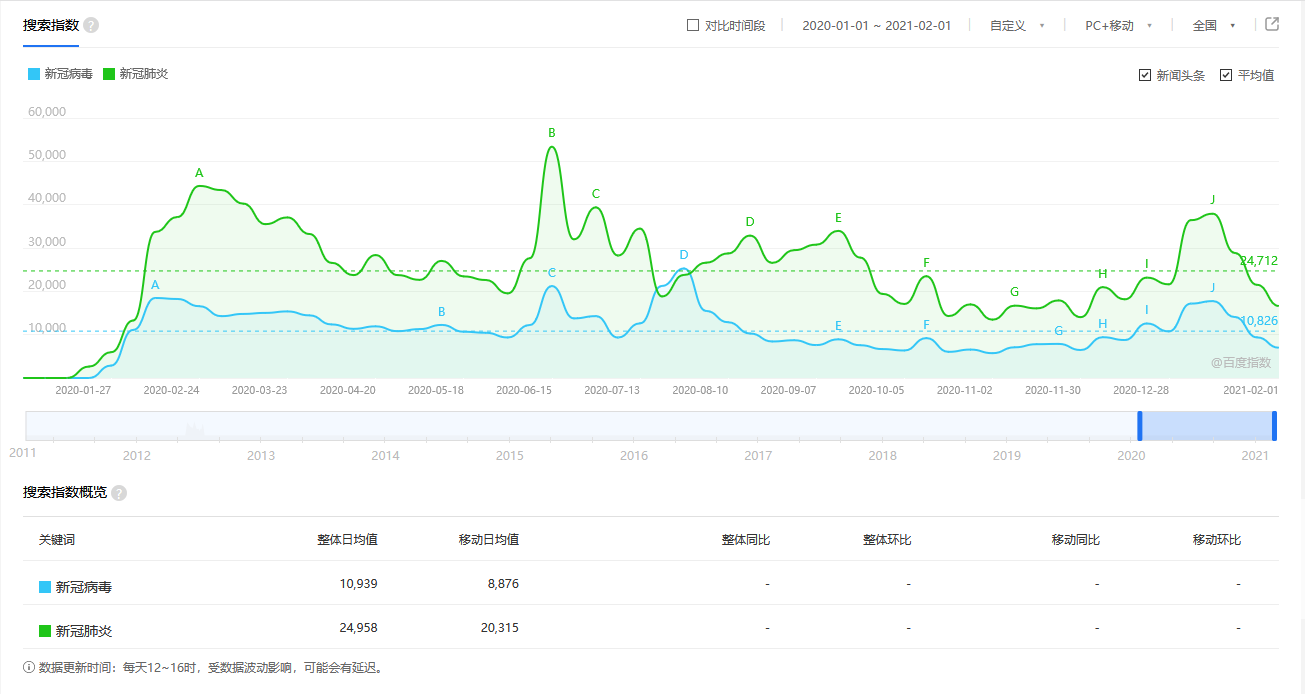 搜索指数 ? 对比时间段 2020-01-01 ~ 2021-02-01 自定义 PC+移动 全国
新冠病毒 新冠肺炎 新闻头条 平均值
60,000
50,000
40,000
30,000
20,000
10,000
A B C D E F G H I J
A B C D E F G H I J
24,712
10,826
@百度指数
2020-01-27 2020-02-24 2020-03-23 2020-04-20 2020-05-18 2020-06-15 2020-07-13 2020-08-10 2020-09-07 2020-10-05 2020-11-02 2020-11-30 2020-12-28 2021-02-01
2011 2012 2013 2014 2015 2016 2017 2018 2019 2020 2021
搜索指数概览 ?
关键词 整体日均值 移动日均值 整体同比 整体环比 移动同比 移动环比
新冠病毒 10,939 8,876 - - - -
新冠肺炎 24,958 20,315 - - - -
数据更新时间：每天12~16时，受数据波动影响，可能会有延迟。